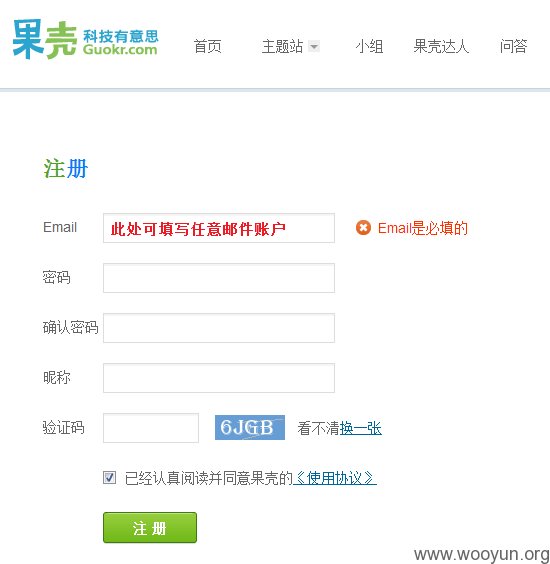 果壳 科技有意思
Guokr.com
首页 主题站 小组 果壳达人 问答
注册
Email 此处可填写任意邮件账户 Email是必填的
密码
确认密码
昵称
验证码 6JGB 看不清换一张
已经认真阅读并同意果壳的《使用协议》
注 册
www.wooyun.org